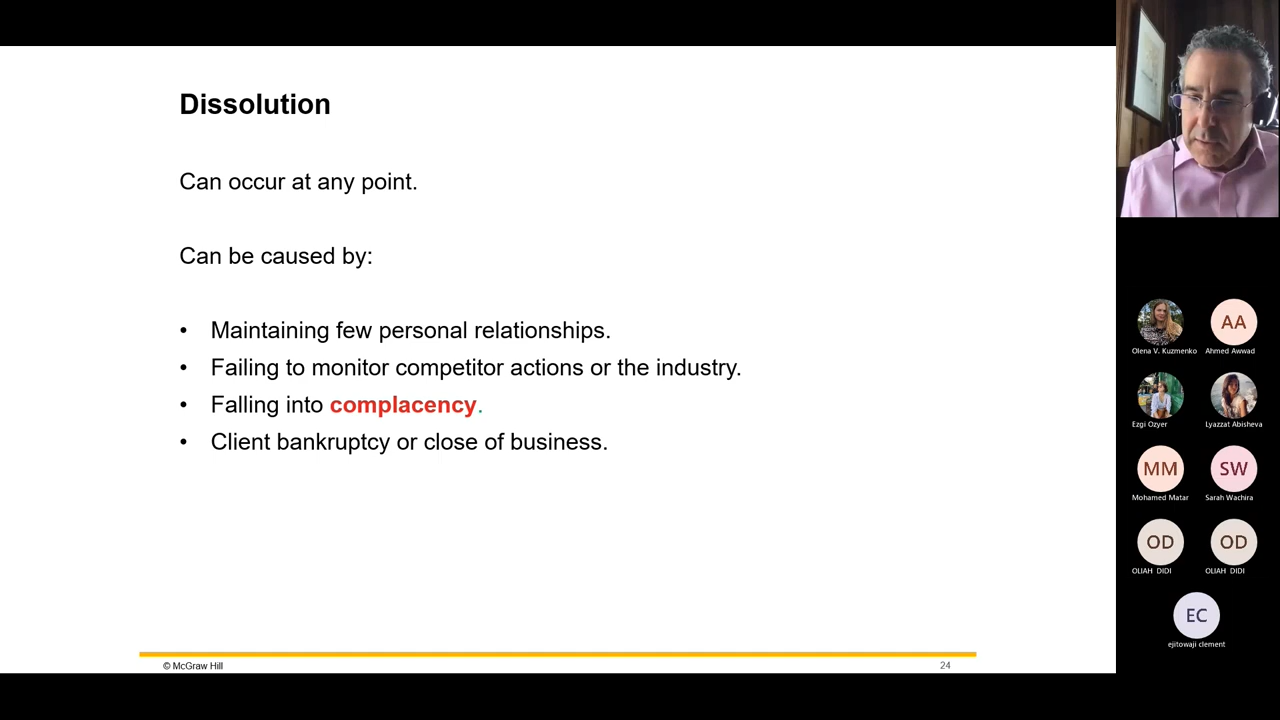 Dissolution
Can occur at any point.
Can be caused by:
• Maintaining few personal relationships.
• Failing to monitor competitor actions or the industry.
• Falling into complacency.
• Client bankruptcy or close of business.
© McGraw Hill
24
AA
Olena V. Kuzmenko
Ahmed Awwad
Ezgi Ozyer
Lyazzat Abisheva
MM
SW
Mohamed Matar
Sarah Wachira
OD
OD
OLIAH DIDI
OLIAH DIDI
EC
ejitowaji clement